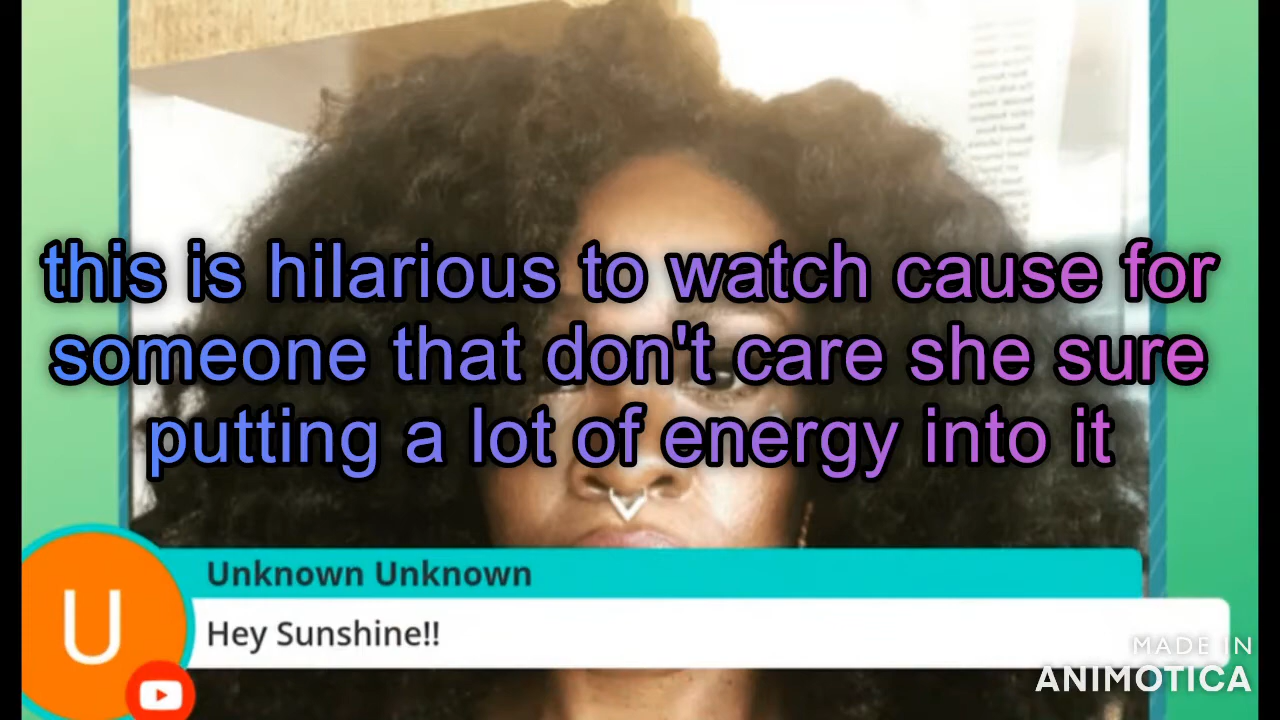 this is hilarious to watch cause for
someone that don't care she sure
putting a lot of energy into it
U
Unknown Unknown
Hey Sunshine!!
MADE IN
ANIMOTICA